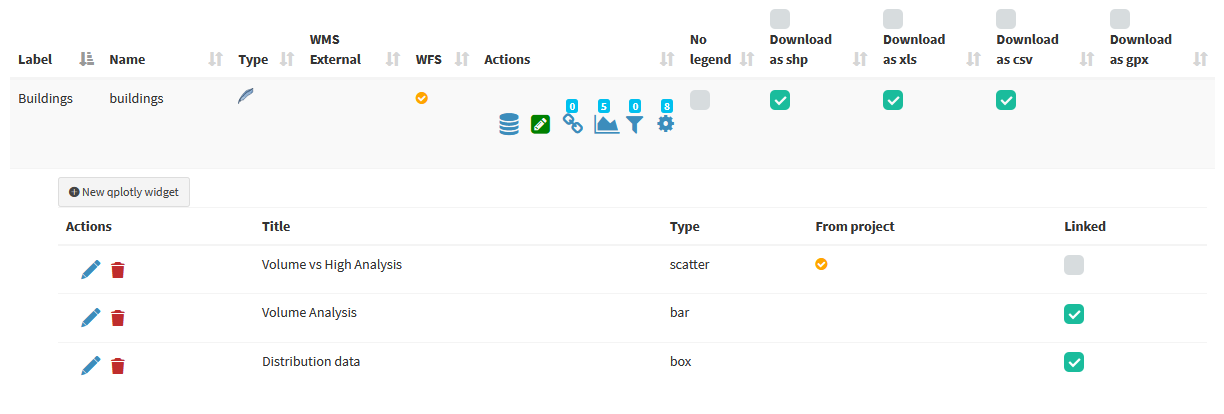 Label Name Type WMS External WFS Actions No legend Download as shp Download as xls Download as csv Download as gpx
Buildings buildings
0 5 0 8
New qplotly widget
Actions Title Type From project Linked
Volume vs High Analysis scatter
Volume Analysis bar
Distribution data box